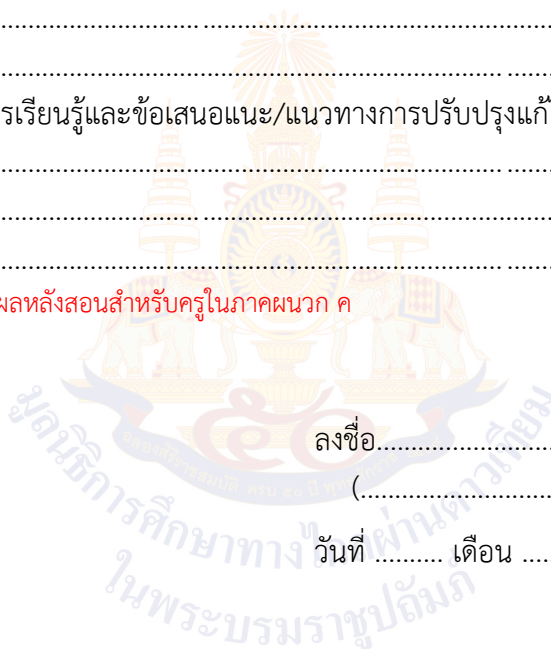 .............................. ....................................................
........................................................................... .......
รเรียนรู้และข้อเสนอแนะ/แนวทางการปรับปรุงแก้
........................................................................... .......
.............................. ....................................................
........................................................................... .......
ผลหลังสอนสำหรับครูในภาคผนวก ค
ลงชื่อ..........................
(.............................
วันที่ .......... เดือน ....
มูลนิธิการศึกษาทางไกลผ่านดาวเทียม
ในพระบรมราชูปถัมภ์